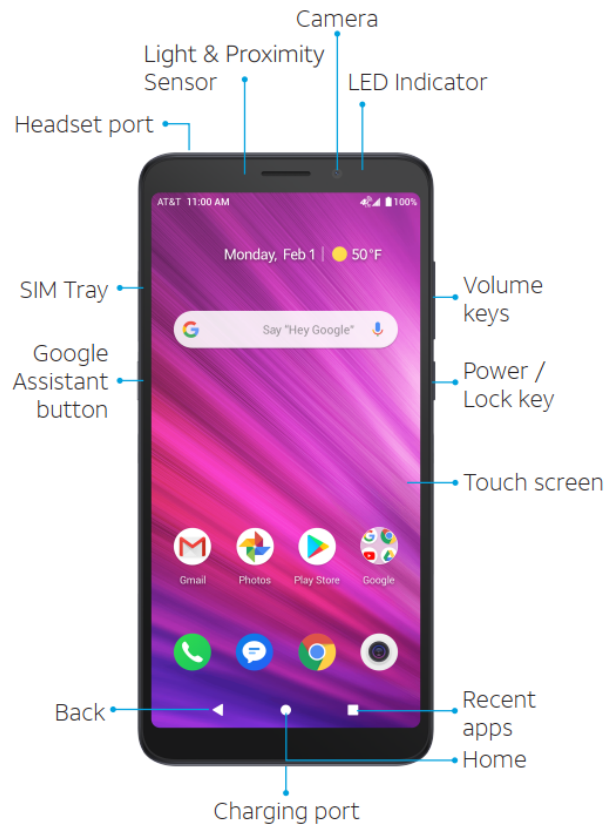 Camera
Light & Proximity
Sensor
LED Indicator
Headset port
AT&T 11:00 AM
100%
Monday, Feb 1 | 50°F
SIM Tray
Volume
keys
G Say "Hey Google"
Google
Assistant
button
Power /
Lock key
Touch screen
Gmail Photos Play Store Google
Back
Recent
apps
Home
Charging port